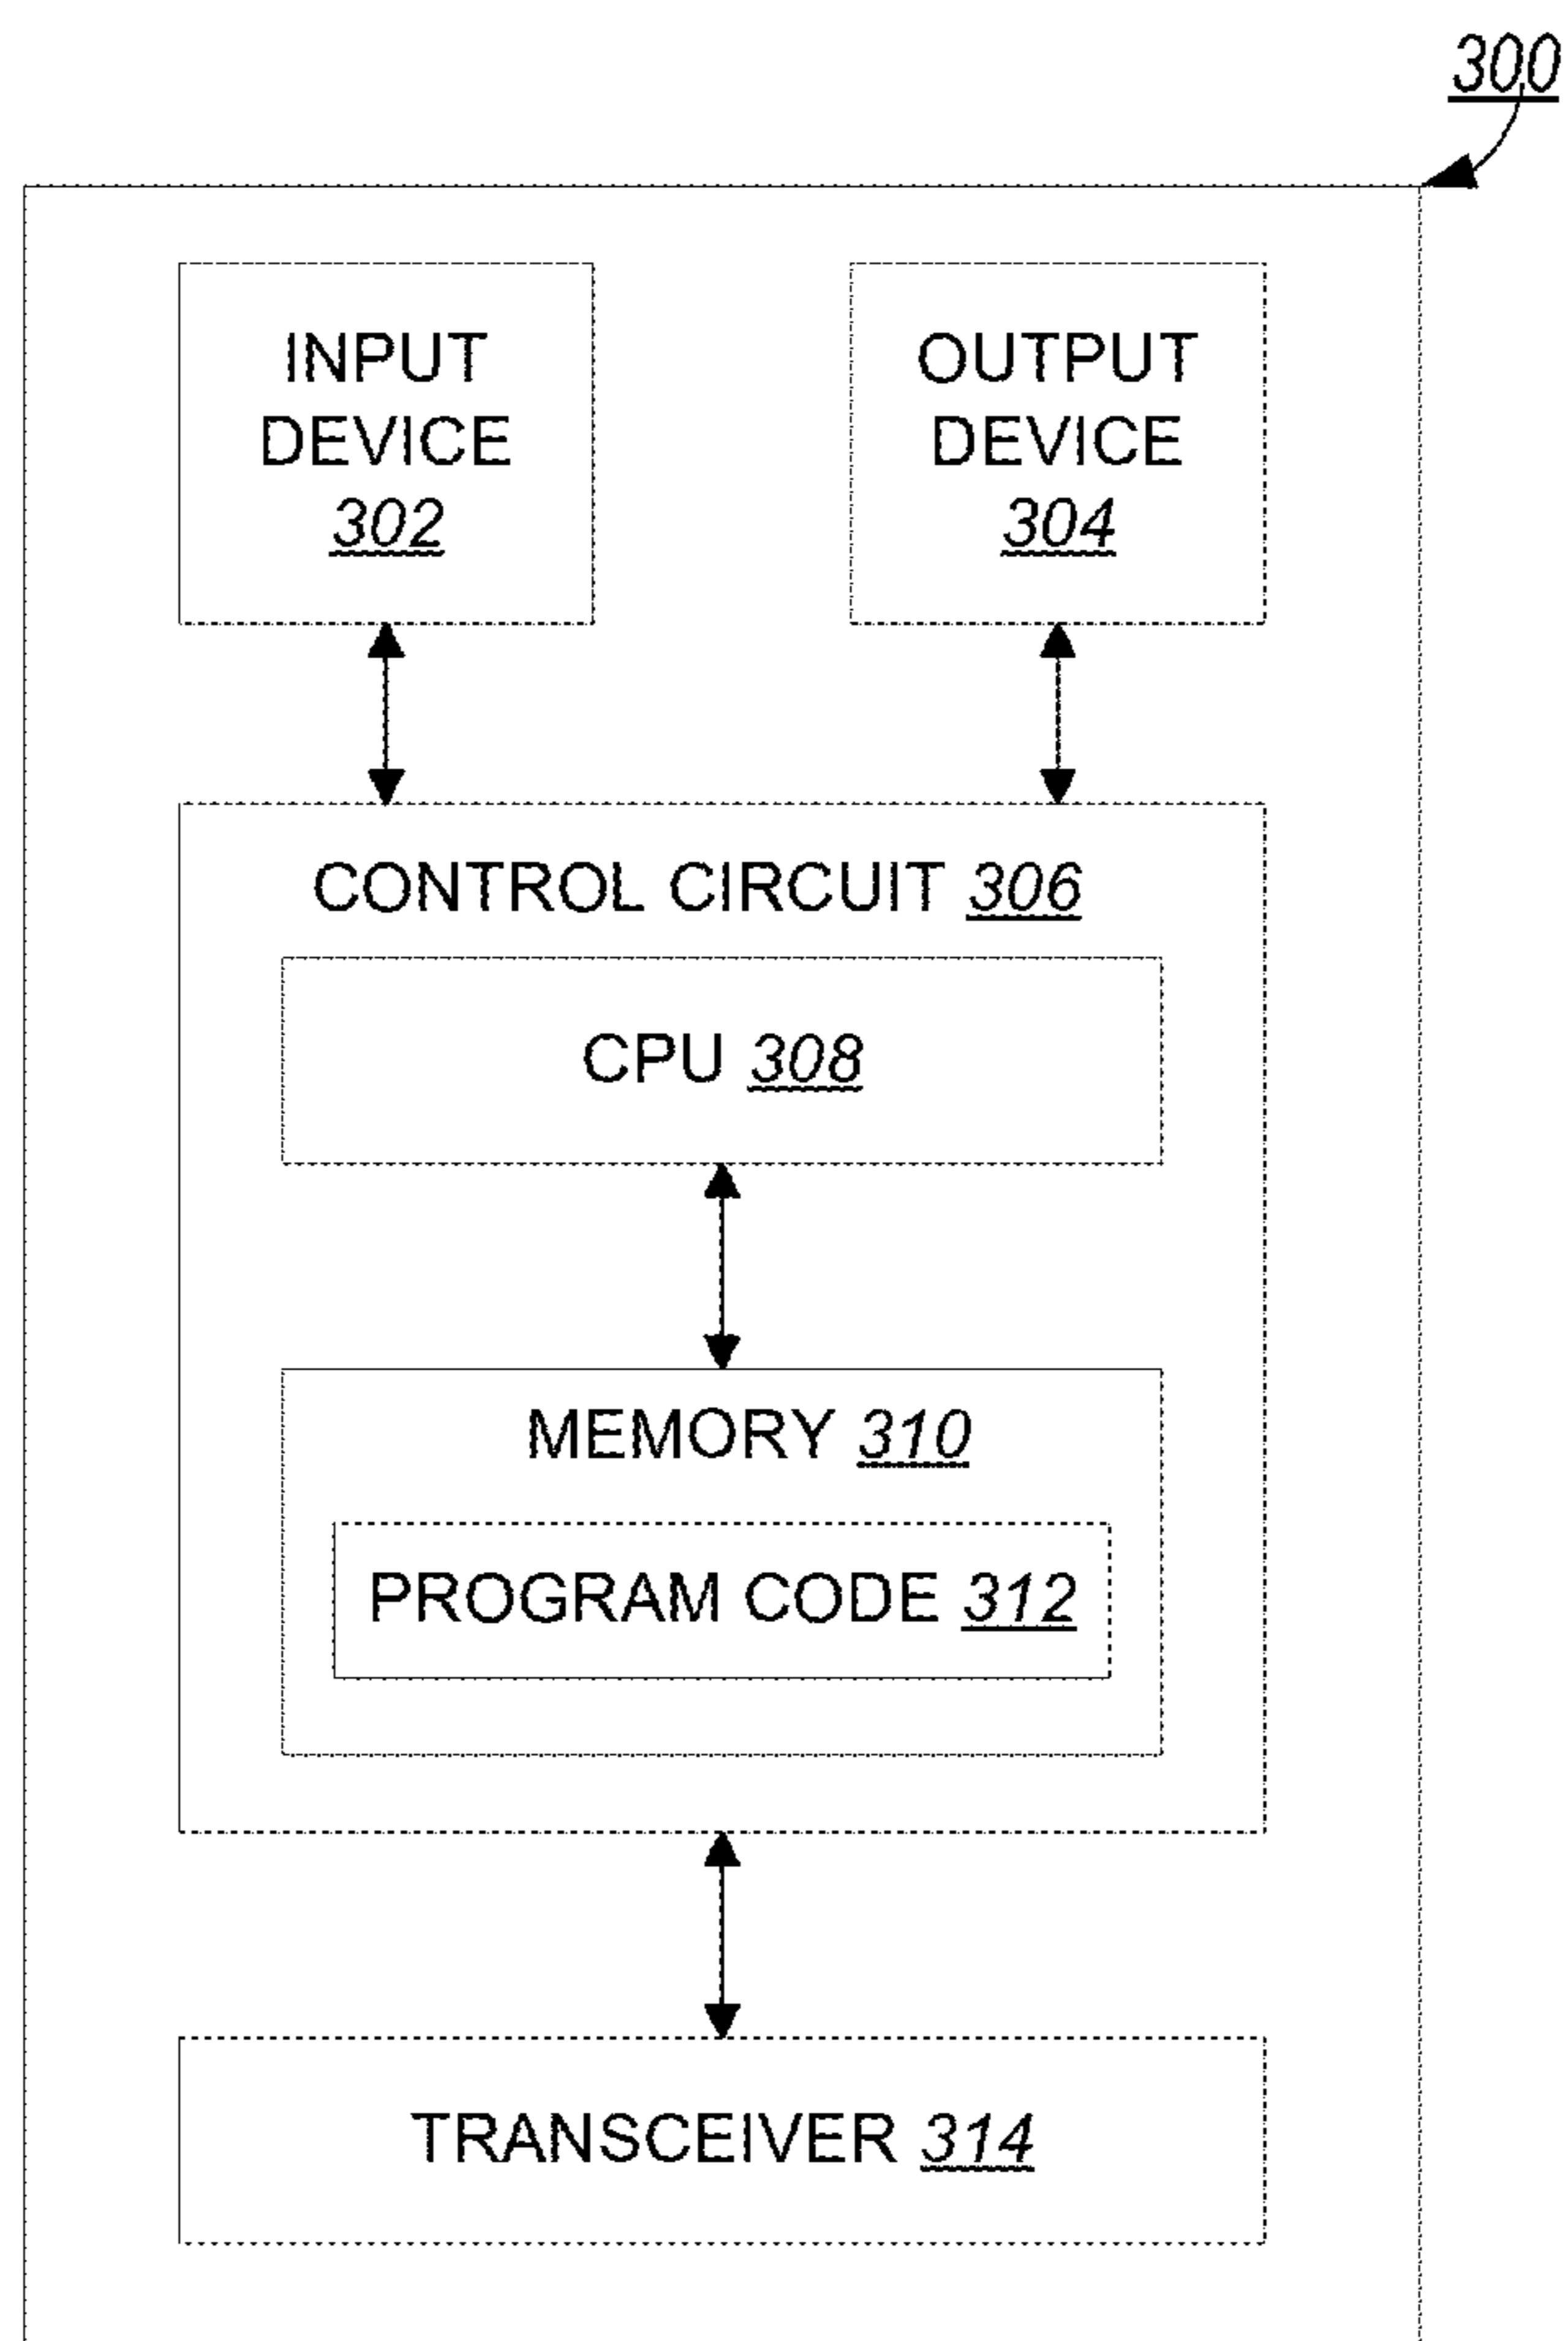 300
INPUT
DEVICE
302
OUTPUT
DEVICE
304
CONTROL CIRCUIT 306
CPU 308
MEMORY 310
PROGRAM CODE 312
TRANSCEIVER 314